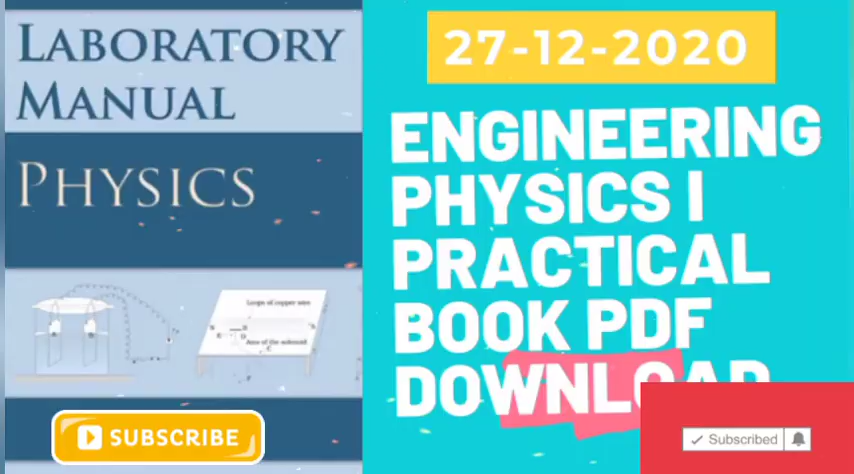 LABORATORY
MANUAL
PHYSICS
Loops of copper wire
Area of the solenoid
SUBSCRIBE
27-12-2020
ENGINEERING
PHYSICS I
PRACTICAL
BOOK PDF
DOWNLOAD
Subscribed